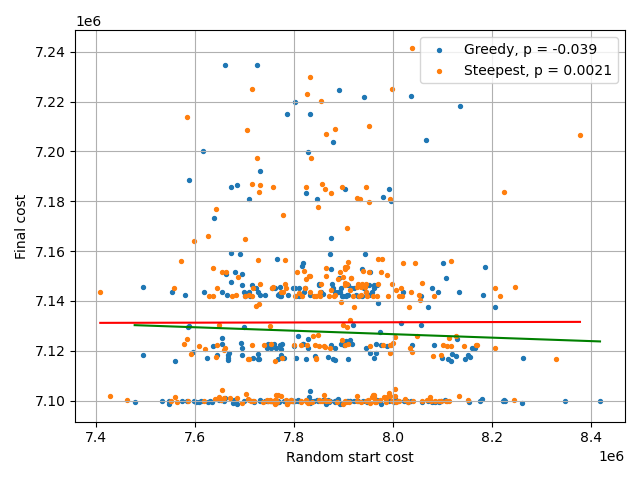 1e6
Greedy, p = -0.039
Steepest, p = 0.0021
7.24
7.22
7.20
7.18
7.16
7.14
7.12
7.10
Final cost
7.4 7.6 7.8 8.0 8.2 8.4
Random start cost
1e6